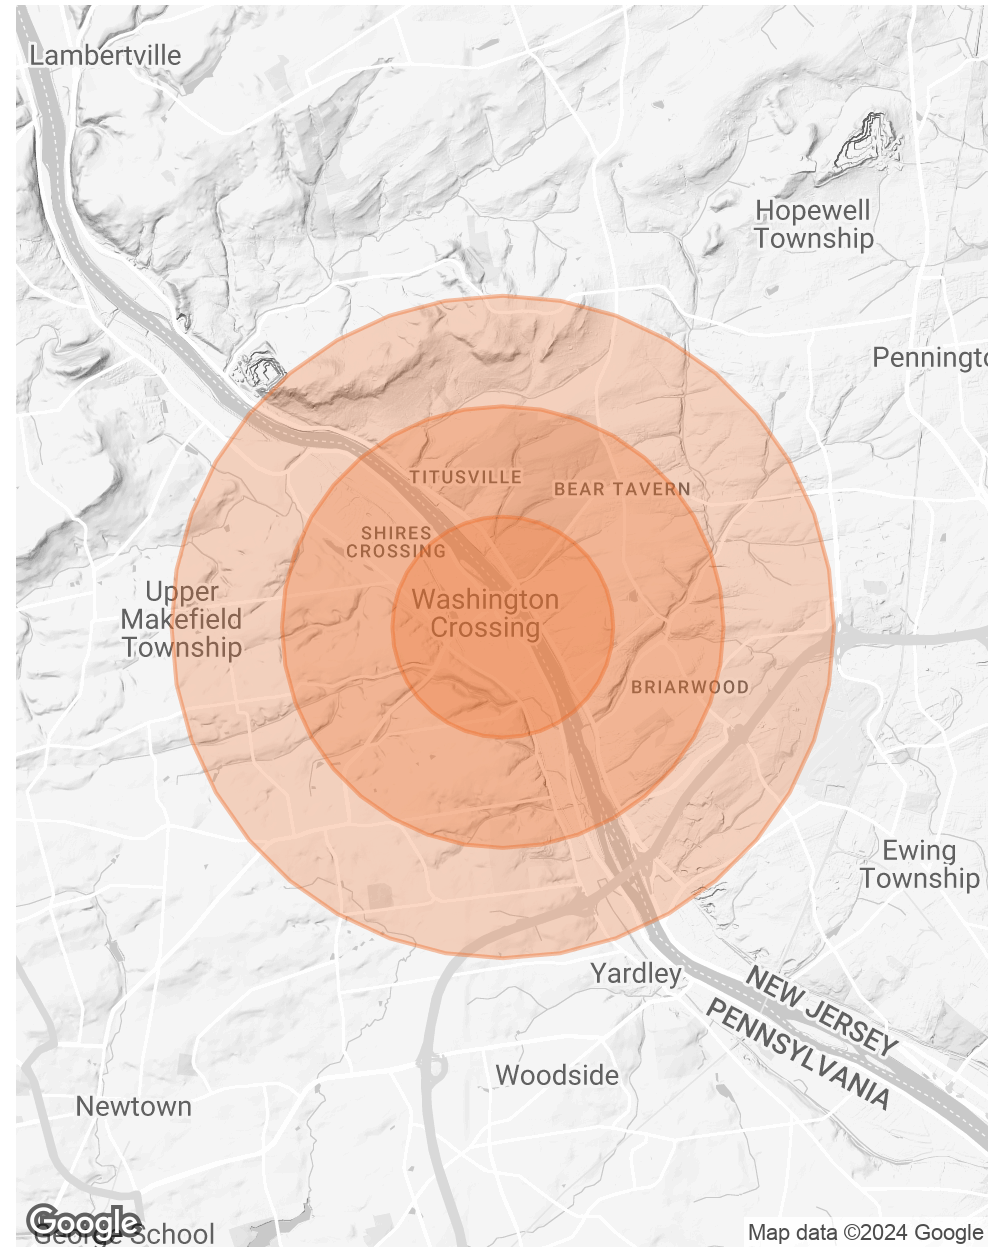 Lambertville
Hopewell
Township
Penningto
TITUSVILLE
BEAR TAVERN
SHIRES
CROSSING
Upper
Makefield
Township
Washington
Crossing
BRIARWOOD
Ewing
Township
Yardley
NEW JERSEY
PENNSYLVANIA
Woodside
Newtown
Google
George School
Map data ©2024 Google